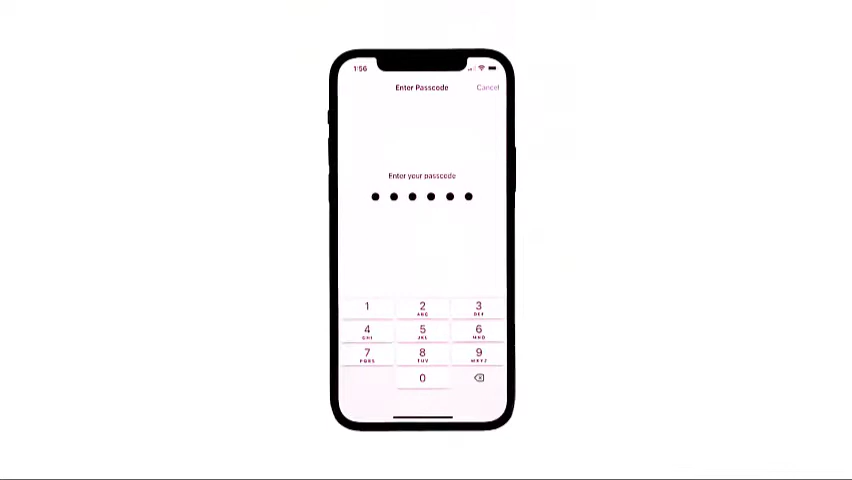 1:56
Enter Passcode
Cancel
Enter your passcode
1
2
ABC
3
DEF
4
GHI
5
JKL
6
MNO
7
PQRS
8
TUV
9
WXYZ
0